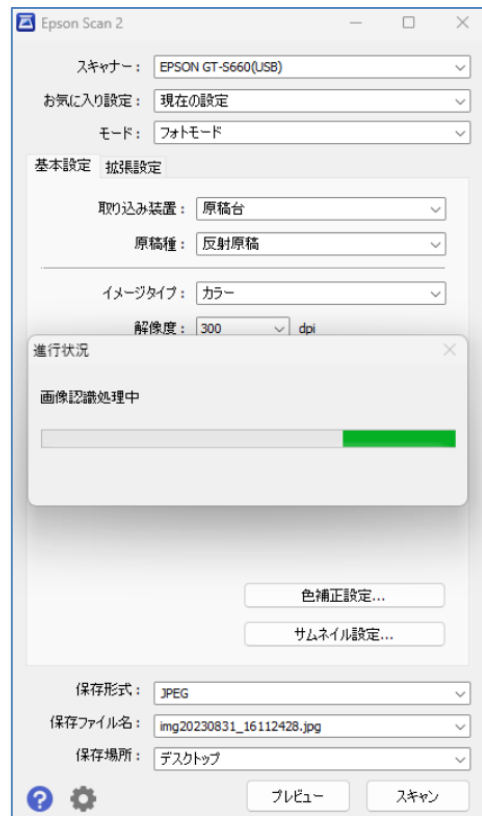 Epson Scan 2
スキャナー： EPSON GT-S660(USB)
お気に入り設定： 現在の設定
モード： フォトモード
基本設定 拡張設定
取り込み装置： 原稿台
原稿種： 反射原稿
イメージタイプ： カラー
解像度： 300 dpi
進行状況
画像認識処理中
色補正設定...
サムネイル設定...
保存形式： JPEG
保存ファイル名： img20230831_16112428.jpg
保存場所： デスクトップ
プレビュー スキャン